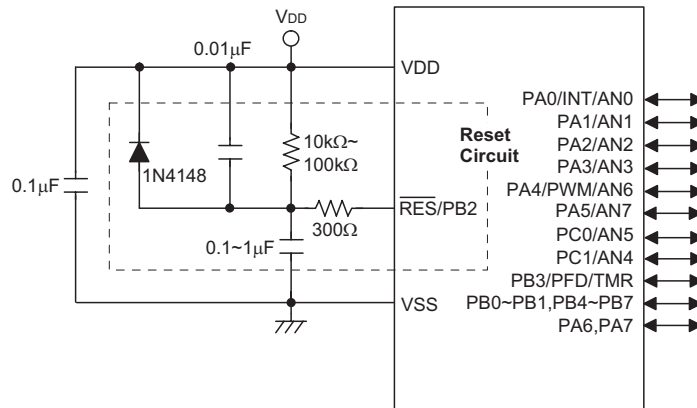 VDD
0.01μF
VDD
PA0/INT/AN0
PA1/AN1
Reset
Circuit
10kΩ~
100kΩ
PA2/AN2
PA3/AN3
1N4148
PA4/PWM/AN6
0.1μF
RES/PB2
PA5/AN7
300Ω
PC0/AN5
0.1~1μF
PC1/AN4
PB3/PFD/TMR
VSS
PB0~PB1,PB4~PB7
PA6,PA7